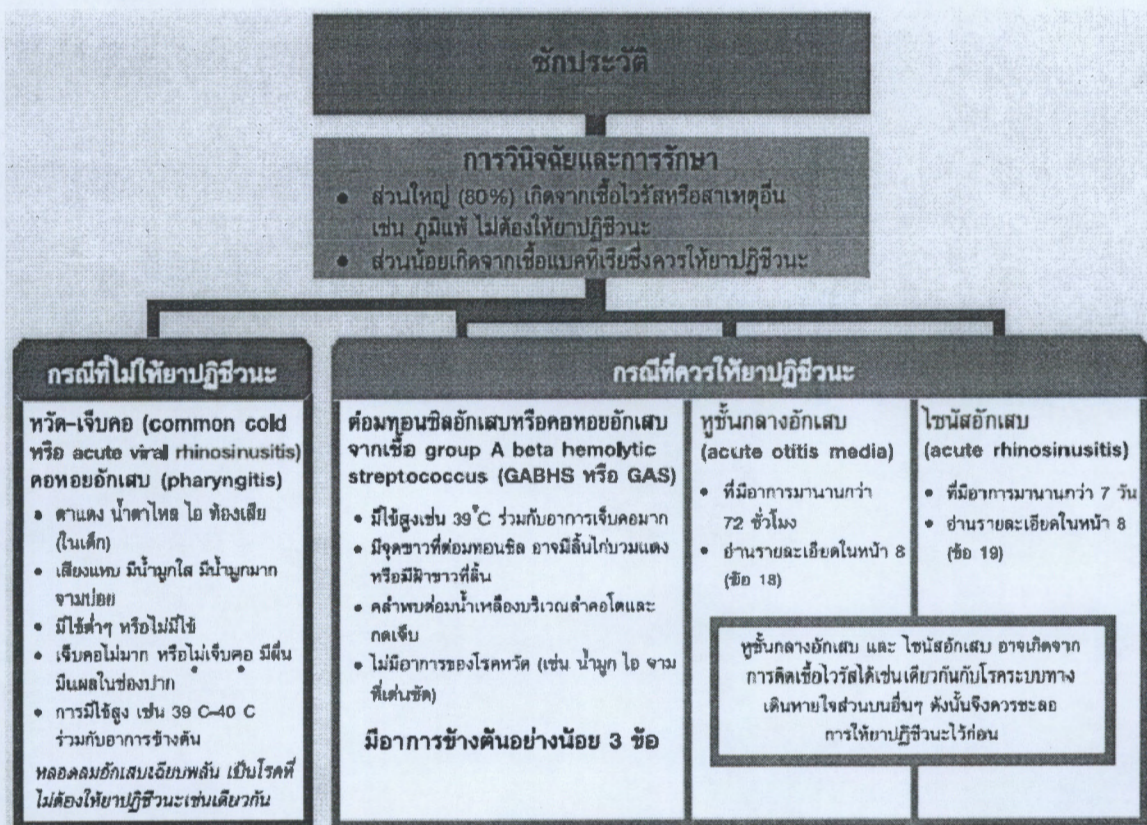 ซักประวัติ
การวินิจฉัยและการรักษา
• ส่วนใหญ่ (80%) เกิดจากเชื้อไวรัสหรือสาเหตุอื่น
เช่น ภูมิแพ้ ไม่ต้องให้ยาปฏิชีวนะ
• ส่วนน้อยเกิดจากเชื้อแบคทีเรียซึ่งควรให้ยาปฏิชีวนะ
กรณีที่ไม่ให้ยาปฏิชีวนะ
หวัด-เจ็บคอ (common cold
หรือ acute viral rhinosinusitis)
คอหอยอักเสบ (pharyngitis)
• ตาแดง น้ำตาไหล ไอ ท้องเสีย
(ในเด็ก)
• เสียงแหบ มีน้ำมูกใส มีน้ำมูกมาก
จามบ่อย
• มีไข้ต่ำๆ หรือไม่มีไข้
• เจ็บคอไม่มาก หรือไม่เจ็บคอ มีผื่น
มีแผลในช่องปาก
• การมีไข้สูง เช่น 39 C-40 C
ร่วมกับอาการข้างต้น
หลอดลมอักเสบเฉียบพลัน เป็นโรคที่
ไม่ต้องให้ยาปฏิชีวนะเช่นเดียวกัน
กรณีที่ควรให้ยาปฏิชีวนะ
ต่อมทอนซิลอักเสบหรือคอหอยอักเสบ
จากเชื้อ group A beta hemolytic
streptococcus (GABHS หรือ GAS)
• มีไข้สูงเช่น 39°C ร่วมกับอาการเจ็บคอมาก
• มีจุดขาวที่ต่อมทอนซิล อาจมีลิ้นไก่บวมแดง
หรือมีฝ้าขาวที่ลิ้น
• คลำพบต่อมน้ำเหลืองบริเวณลำคอโตและ
กดเจ็บ
• ไม่มีอาการของโรคหวัด (เช่น น้ำมูก ไอ จาม
ที่เด่นชัด)
มีอาการข้างต้นอย่างน้อย 3 ข้อ
หูชั้นกลางอักเสบ
(acute otitis media)
• ที่มีอาการมานานกว่า
72 ชั่วโมง
• อ่านรายละเอียดในหน้า 8
(ข้อ 18)
ไซนัสอักเสบ
(acute rhinosinusitis)
• ที่มีอาการมานานกว่า 7 วัน
• อ่านรายละเอียดในหน้า 8
(ข้อ 19)
หูชั้นกลางอักเสบ และ ไซนัสอักเสบ อาจเกิดจาก
การติดเชื้อไวรัสได้เช่นเดียวกันกับโรคระบบทาง
เดินหายใจส่วนบนอื่นๆ ดังนั้นจึงควรชะลอ
การให้ยาปฏิชีวนะไว้ก่อน